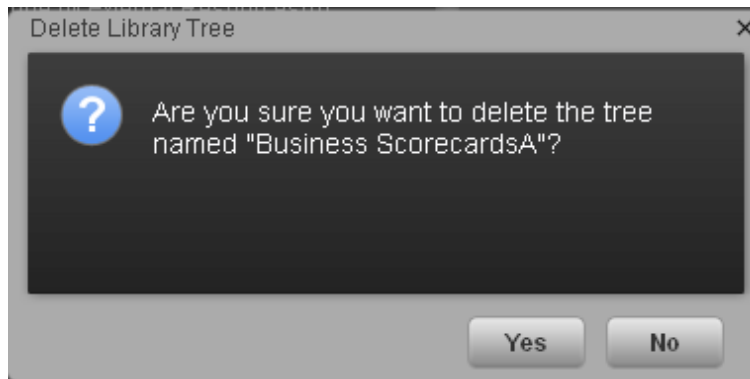 Delete Library Tree
Are you sure you want to delete the tree
named "Business ScorecardsA"?
Yes
No